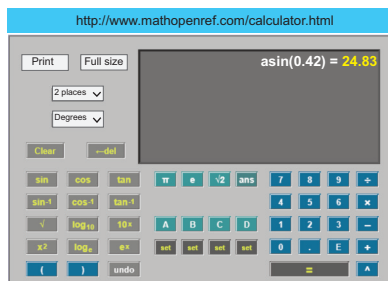 http://www.mathopenref.com/calculator.html
Print Full size
asin(0.42) = 24.83
2 places
Degrees
Clear ←del
sin cos tan π e √2 ans 7 8 9 ÷
sin-1 cos-1 tan-1 4 5 6 ×
√ log10 10x A B C D 1 2 3 −
x2 loge ex set set set set 0 . E +
( ) undo = ^